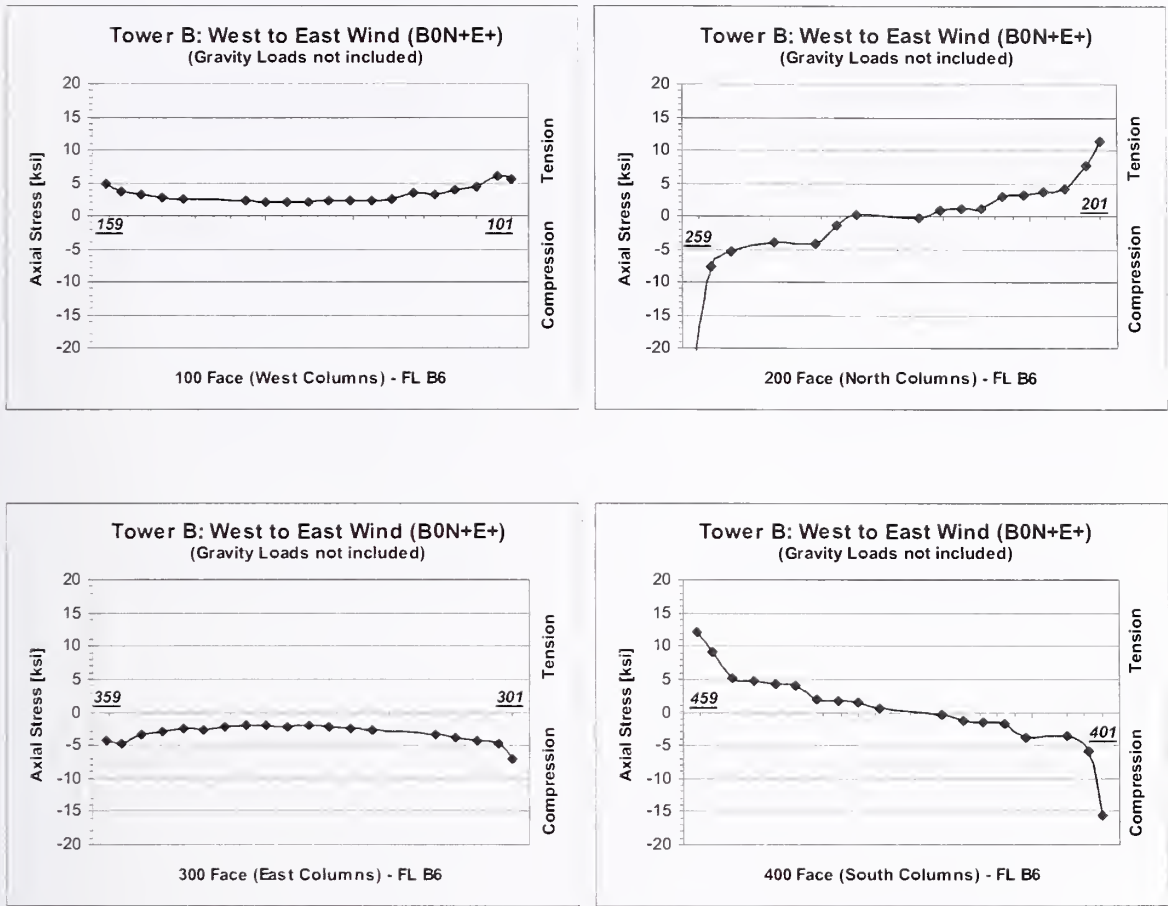 Tower B: West to East Wind (B0N+E+)
(Gravity Loads not included)
20
15
10
5
0
-5
-10
-15
-20
Axial Stress [ksi]
Tension
Compression
159
101
100 Face (West Columns) - FL B6
Tower B: West to East Wind (B0N+E+)
(Gravity Loads not included)
20
15
10
5
0
-5
-10
-15
-20
Axial Stress [ksi]
Tension
Compression
259
201
200 Face (North Columns) - FL B6
Tower B: West to East Wind (B0N+E+)
(Gravity Loads not included)
20
15
10
5
0
-5
-10
-15
-20
Axial Stress [ksi]
Tension
Compression
359
301
300 Face (East Columns) - FL B6
Tower B: West to East Wind (B0N+E+)
(Gravity Loads not included)
20
15
10
5
0
-5
-10
-15
-20
Axial Stress [ksi]
Tension
Compression
459
401
400 Face (South Columns) - FL B6